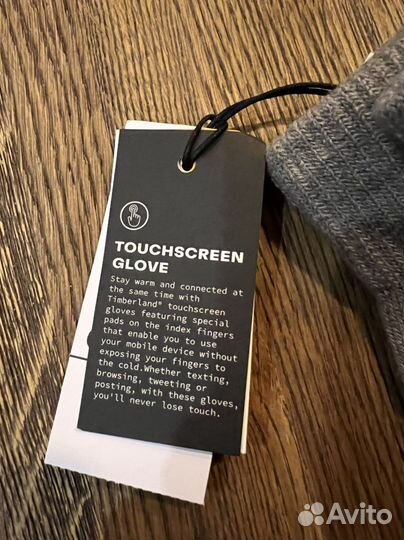 TOUCHSCREEN
GLOVE
Stay warm and connected at
the same time with
Timberland® touchscreen
gloves featuring special
pads on the index fingers
that enable you to use
your mobile device without
exposing your fingers to
the cold.Whether texting,
browsing, tweeting or
posting, with these gloves,
you'll never lose touch.
Avito